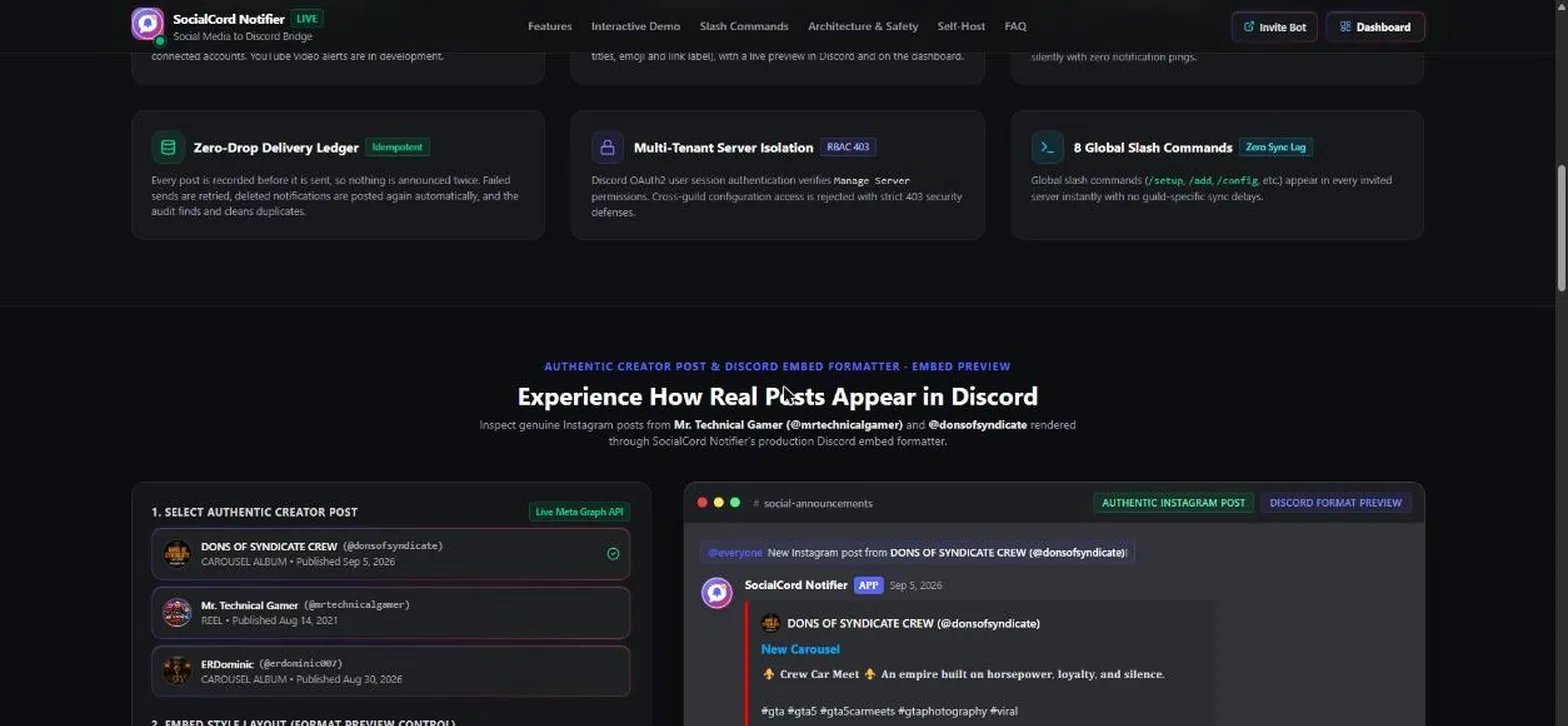 SocialCord Notifier LIVE
Social Media to Discord Bridge
Features Interactive Demo Slash Commands Architecture & Safety Self-Host FAQ
Invite Bot Dashboard
connected accounts. YouTube video alerts are in development.
titles, emoji and link label), with a live preview in Discord and on the dashboard.
silently with zero notification pings.
Zero-Drop Delivery Ledger Idempotent
Every post is recorded before it is sent, so nothing is announced twice. Failed
sends are retried, deleted notifications are posted again automatically, and the
audit finds and cleans duplicates.
Multi-Tenant Server Isolation RBAC 403
Discord OAuth2 user session authentication verifies Manage Server
permissions. Cross-guild configuration access is rejected with strict 403 security
defenses.
8 Global Slash Commands Zero Sync Lag
Global slash commands (/setup, /add, /config, etc.) appear in every invited
server instantly with no guild-specific sync delays.
AUTHENTIC CREATOR POST & DISCORD EMBED FORMATTER · EMBED PREVIEW
Experience How Real Posts Appear in Discord
Inspect genuine Instagram posts from Mr. Technical Gamer (@mrtechnicalgamer) and @donsofsyndicate rendered
through SocialCord Notifier's production Discord embed formatter.
1. SELECT AUTHENTIC CREATOR POST Live Meta Graph API
DONS OF SYNDICATE CREW (@donsofsyndicate)
CAROUSEL ALBUM • Published Sep 5, 2026
Mr. Technical Gamer (@mrtechnicalgamer)
REEL • Published Aug 14, 2021
ERDominic (@erdominic007)
CAROUSEL ALBUM • Published Aug 30, 2026
2. EMBED STYLE LAYOUT (FORMAT PREVIEW CONTROL)
# social-announcements AUTHENTIC INSTAGRAM POST DISCORD FORMAT PREVIEW
@everyone New Instagram post from DONS OF SYNDICATE CREW (@donsofsyndicate)!
SocialCord Notifier APP Sep 5, 2026
DONS OF SYNDICATE CREW (@donsofsyndicate)
New Carousel
⚜️ Crew Car Meet ⚜️ An empire built on horsepower, loyalty, and silence.
#gta #gta5 #gta5carmeets #gtaphotography #viral